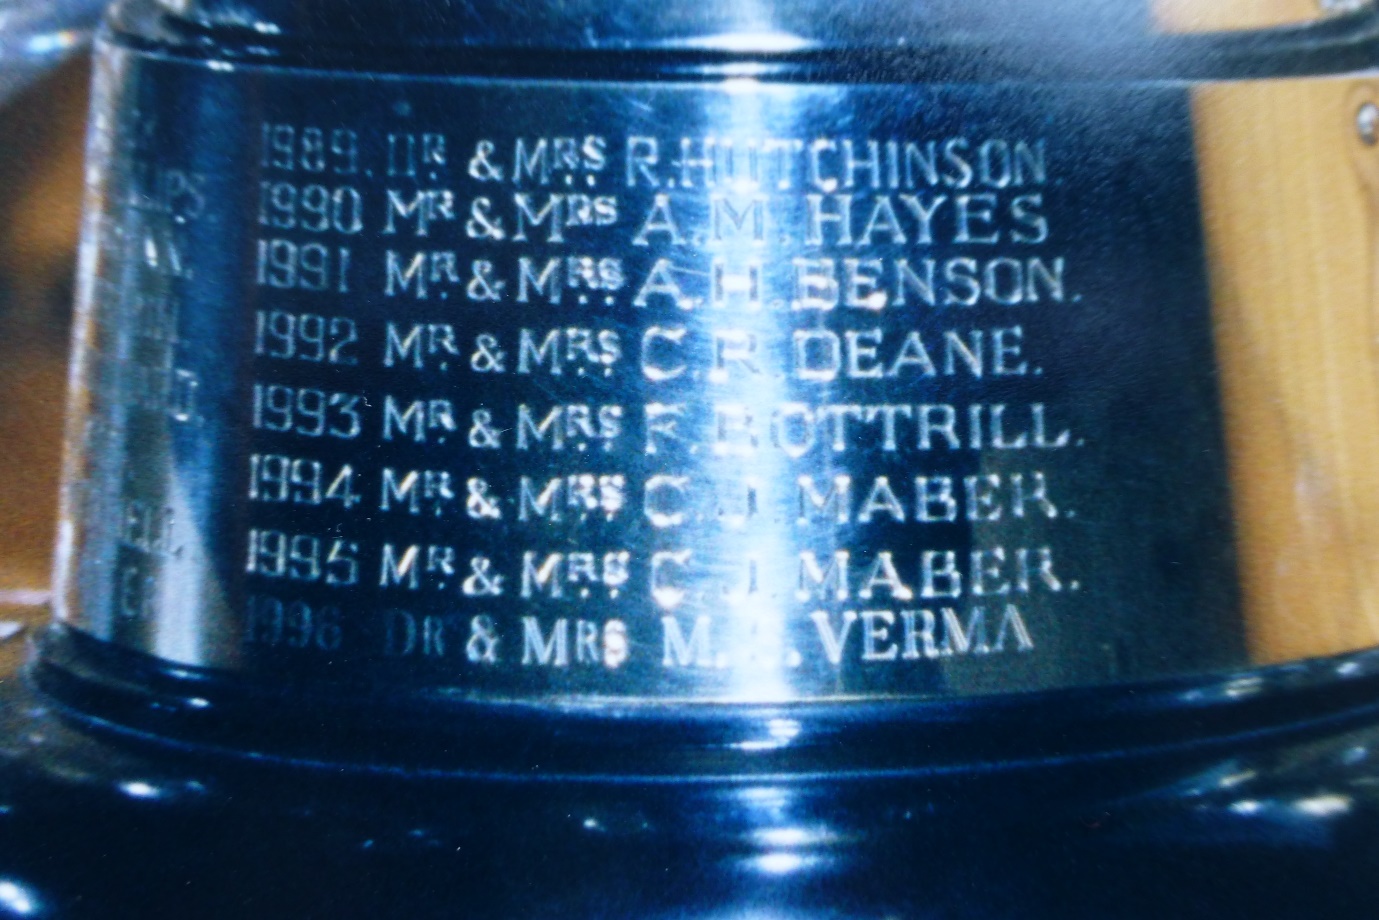 1989. DR & MRS R. HUTCHINSON
1990 MR & MRS A. M. HAYES
1991 MR & MRS A. H. BENSON.
1992 MR & MRS C. R. DEANE.
1993 MR & MRS F. BOTTRILL.
1994 MR & MRS C. J. MABER.
1995 MR & MRS C. J. MABER.
1996 DR & MRS M. VERMA